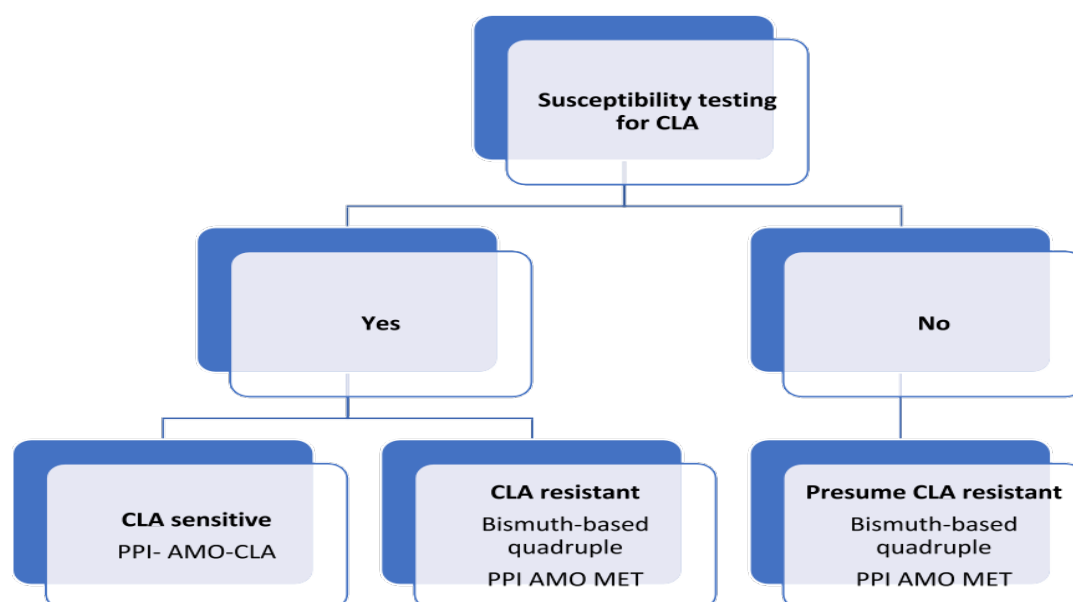 Susceptibility testing
for CLA
Yes
No
CLA sensitive
PPI- AMO-CLA
CLA resistant
Bismuth-based
quadruple
PPI AMO MET
Presume CLA resistant
Bismuth-based
quadruple
PPI AMO MET